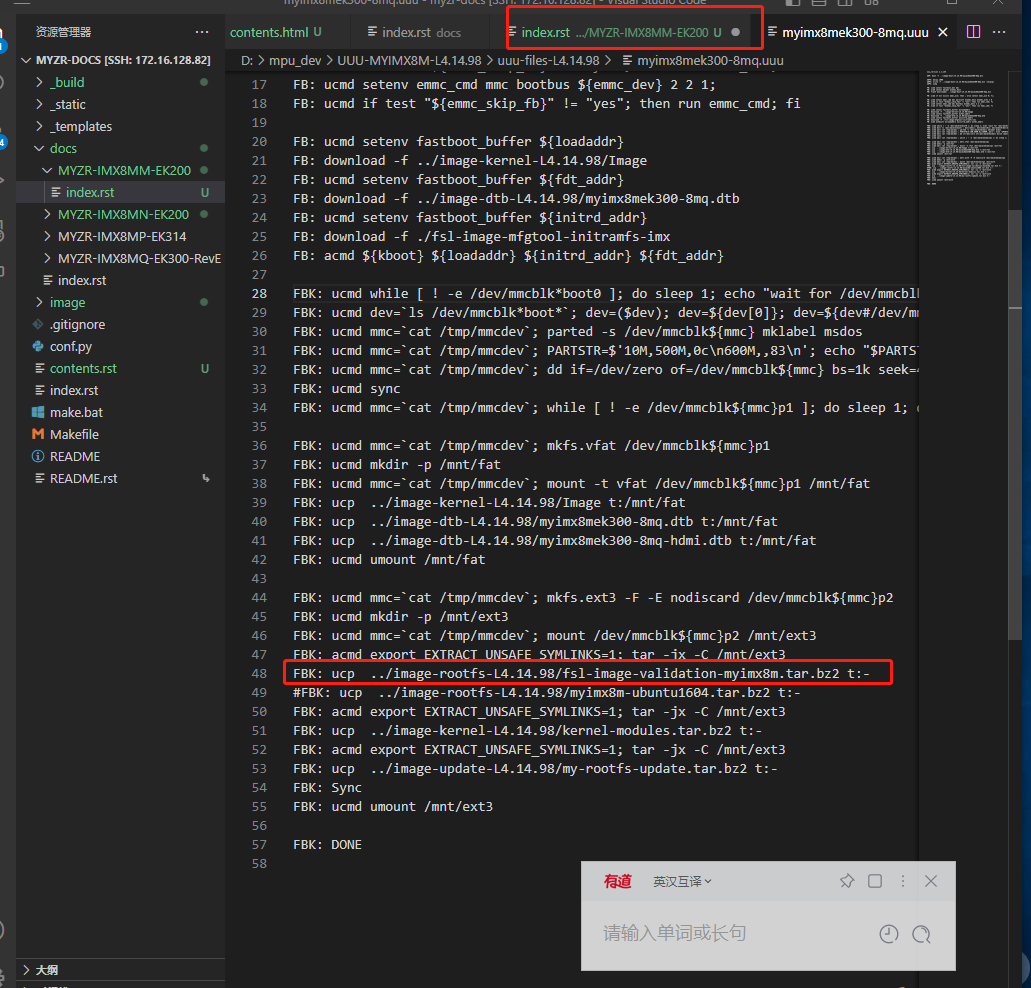 myimx8mek300-8mq.uuu - myzr-docs [SSH: 172.16.128.82] - Visual Studio Code
资源管理器 ···
contents.html U
index.rst docs
index.rst .../MYZR-IMX8MM-EK200 U
myimx8mek300-8mq.uuu
D: > mpu_dev > UUU-MYIMX8M-L4.14.98 > uuu-files-L4.14.98 > myimx8mek300-8mq.uuu
MYZR-DOCS [SSH: 172.16.128.82]
_build
_static
_templates
docs
MYZR-IMX8MM-EK200
index.rst U
MYZR-IMX8MN-EK200
MYZR-IMX8MP-EK314
MYZR-IMX8MQ-EK300-RevE
index.rst
image
.gitignore
conf.py
contents.rst U
index.rst
make.bat
Makefile
README
README.rst
大纲
17 FB: ucmd setenv emmc_cmd mmc bootbus ${emmc_dev} 2 2 1;
18 FB: ucmd if test "${emmc_skip_fb}" != "yes"; then run emmc_cmd; fi
19
20 FB: ucmd setenv fastboot_buffer ${loadaddr}
21 FB: download -f ../image-kernel-L4.14.98/Image
22 FB: ucmd setenv fastboot_buffer ${fdt_addr}
23 FB: download -f ../image-dtb-L4.14.98/myimx8mek300-8mq.dtb
24 FB: ucmd setenv fastboot_buffer ${initrd_addr}
25 FB: download -f ./fsl-image-mfgtool-initramfs-imx
26 FB: acmd ${kboot} ${loadaddr} ${initrd_addr} ${fdt_addr}
27
28 FBK: ucmd while [ ! -e /dev/mmcblk*boot0 ]; do sleep 1; echo "wait for /dev/mmcbl
29 FBK: ucmd dev=`ls /dev/mmcblk*boot*`; dev=($dev); dev=${dev[0]}; dev=${dev#/dev/m
30 FBK: ucmd mmc=`cat /tmp/mmcdev`; parted -s /dev/mmcblk${mmc} mklabel msdos
31 FBK: ucmd mmc=`cat /tmp/mmcdev`; PARTSTR=$'10M,500M,0c\n600M,,83\n'; echo "$PARTS
32 FBK: ucmd mmc=`cat /tmp/mmcdev`; dd if=/dev/zero of=/dev/mmcblk${mmc} bs=1k seek=
33 FBK: ucmd sync
34 FBK: ucmd mmc=`cat /tmp/mmcdev`; while [ ! -e /dev/mmcblk${mmc}p1 ]; do sleep 1;
35
36 FBK: ucmd mmc=`cat /tmp/mmcdev`; mkfs.vfat /dev/mmcblk${mmc}p1
37 FBK: ucmd mkdir -p /mnt/fat
38 FBK: ucmd mmc=`cat /tmp/mmcdev`; mount -t vfat /dev/mmcblk${mmc}p1 /mnt/fat
39 FBK: ucp  ../image-kernel-L4.14.98/Image t:/mnt/fat
40 FBK: ucp  ../image-dtb-L4.14.98/myimx8mek300-8mq.dtb t:/mnt/fat
41 FBK: ucp  ../image-dtb-L4.14.98/myimx8mek300-8mq-hdmi.dtb t:/mnt/fat
42 FBK: ucmd umount /mnt/fat
43
44 FBK: ucmd mmc=`cat /tmp/mmcdev`; mkfs.ext3 -F -E nodiscard /dev/mmcblk${mmc}p2
45 FBK: ucmd mkdir -p /mnt/ext3
46 FBK: ucmd mmc=`cat /tmp/mmcdev`; mount /dev/mmcblk${mmc}p2 /mnt/ext3
47 FBK: acmd export EXTRACT_UNSAFE_SYMLINKS=1; tar -jx -C /mnt/ext3
48 FBK: ucp  ../image-rootfs-L4.14.98/fsl-image-validation-myimx8m.tar.bz2 t:-
49 #FBK: ucp  ../image-rootfs-L4.14.98/myimx8m-ubuntu1604.tar.bz2 t:-
50 FBK: acmd export EXTRACT_UNSAFE_SYMLINKS=1; tar -jx -C /mnt/ext3
51 FBK: ucp  ../image-kernel-L4.14.98/kernel-modules.tar.bz2 t:-
52 FBK: acmd export EXTRACT_UNSAFE_SYMLINKS=1; tar -jx -C /mnt/ext3
53 FBK: ucp  ../image-update-L4.14.98/my-rootfs-update.tar.bz2 t:-
54 FBK: Sync
55 FBK: ucmd umount /mnt/ext3
56
57 FBK: DONE
58
有道 英汉互译
请输入单词或长句